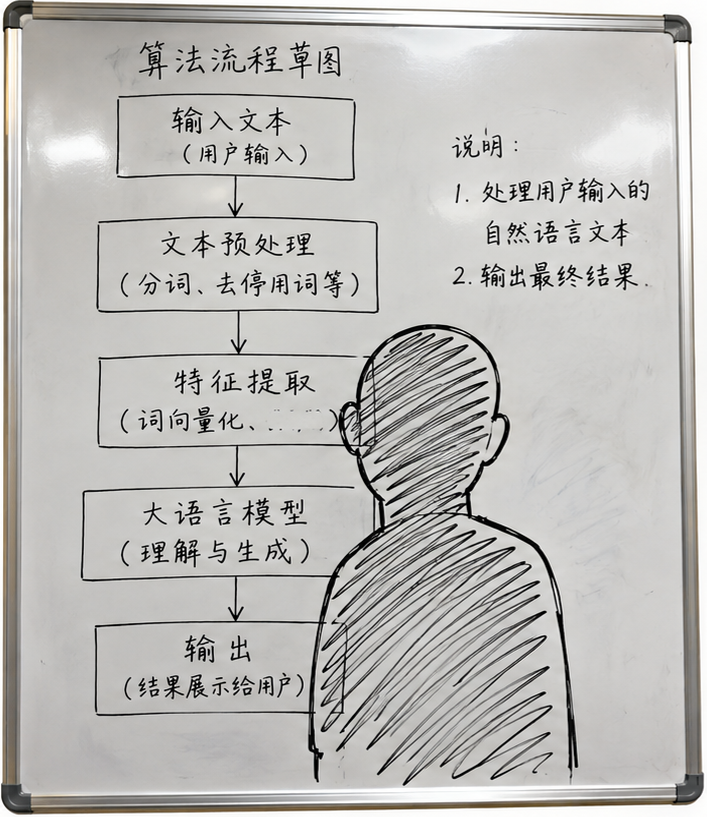 算法流程草图
输入文本
（用户输入）
文本预处理
（分词、去停用词等）
特征提取
（词向量化、
大语言模型
（理解与生成）
输出
（结果展示给用户）
说明：
1. 处理用户输入的
自然语言文本
2. 输出最终结果.